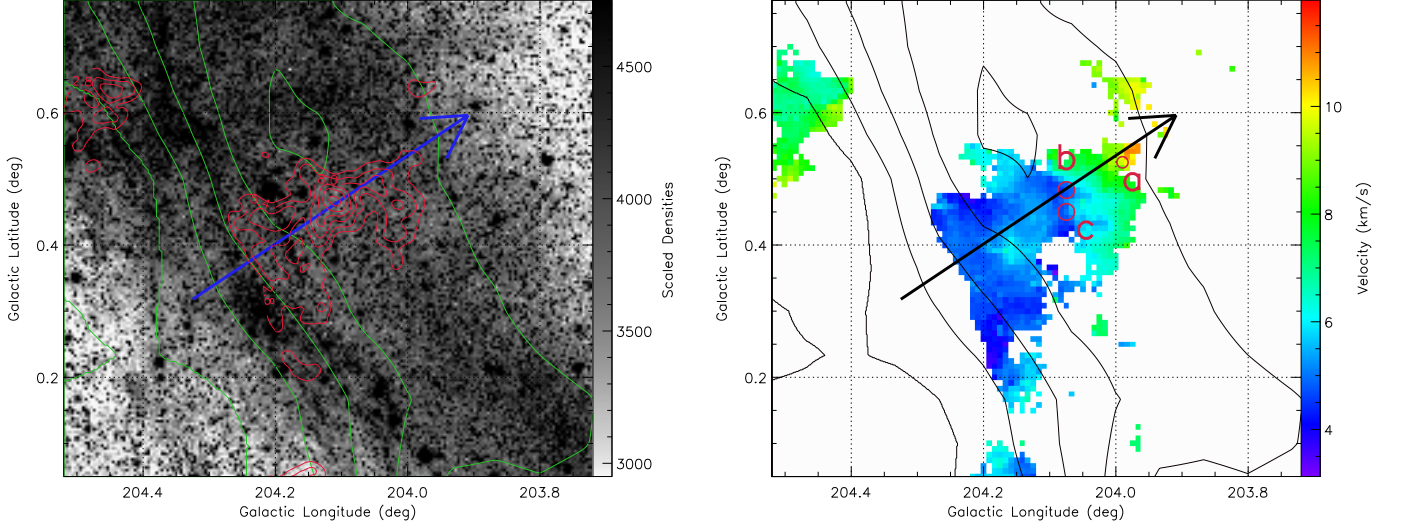 4500
4000
3500
3000
Scaled Densities
0.6
0.4
0.2
Galactic Latitude (deg)
2.8
204.4 204.2 204.0 203.8
Galactic Longitude (deg)
0.6
0.4
0.2
Galactic Latitude (deg)
b
a
c
204.4 204.2 204.0 203.8
Galactic Longitude (deg)
10
8
6
4
Velocity (km/s)